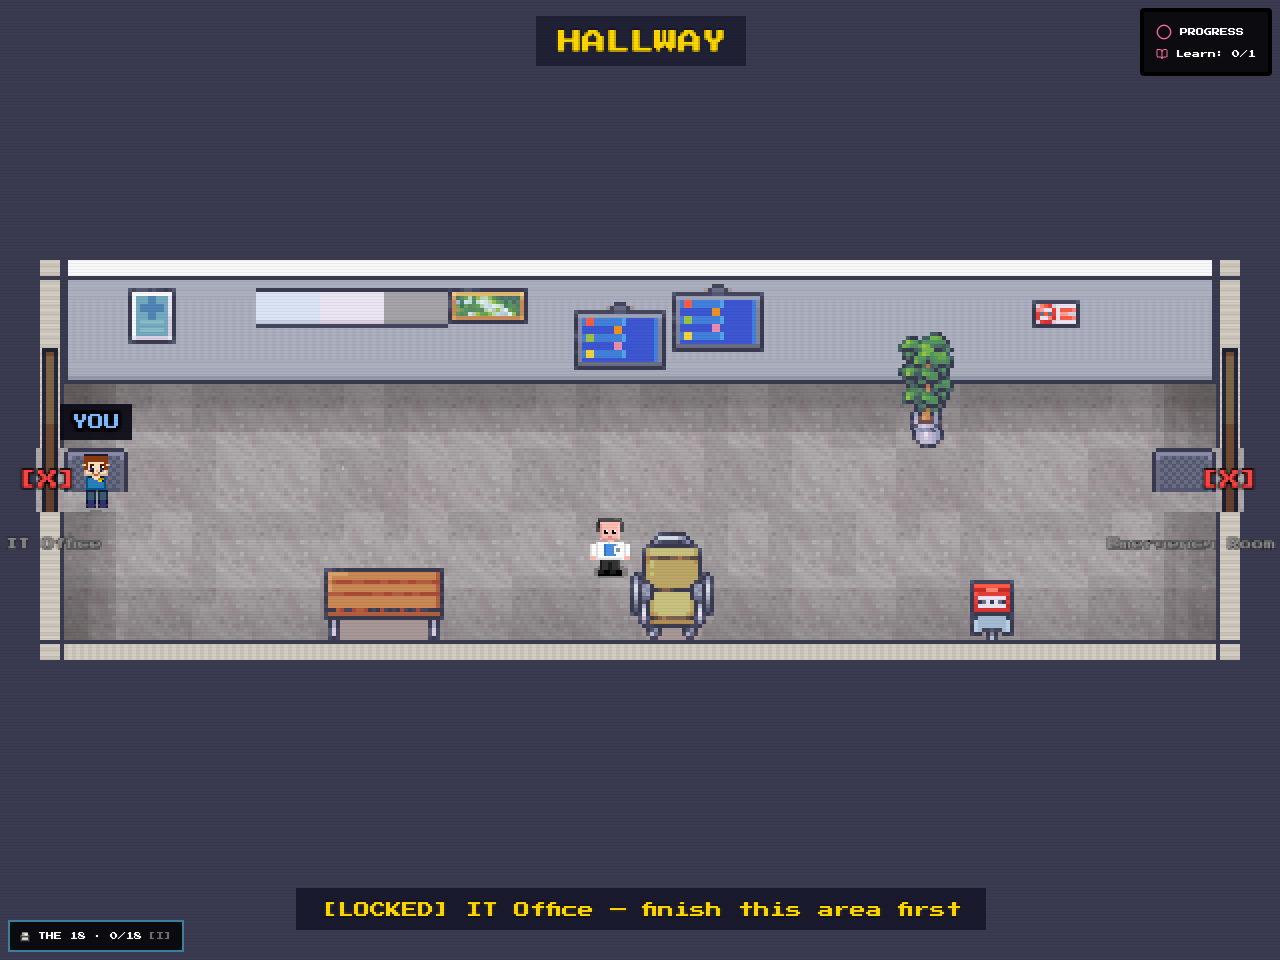 HALLWAY
PROGRESS
Learn: 0/1
YOU
[X]
[X]
IT Office
Emergency Room
[LOCKED] IT Office — finish this area first
THE 18 · 0/18 [I]